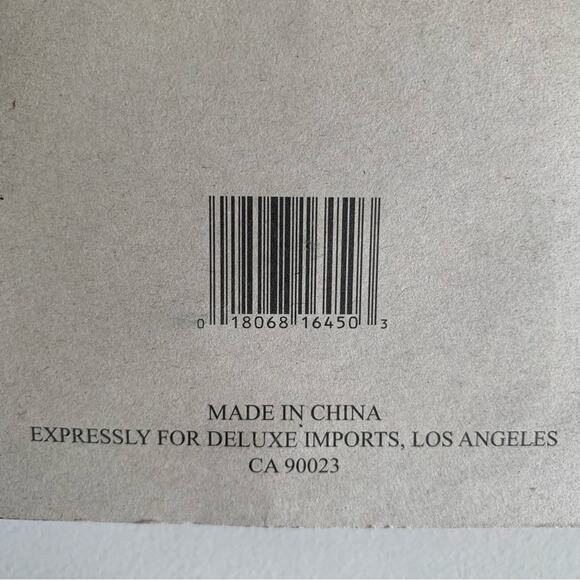 0 18068 16450 3
MADE IN CHINA
EXPRESSLY FOR DELUXE IMPORTS, LOS ANGELES
CA 90023